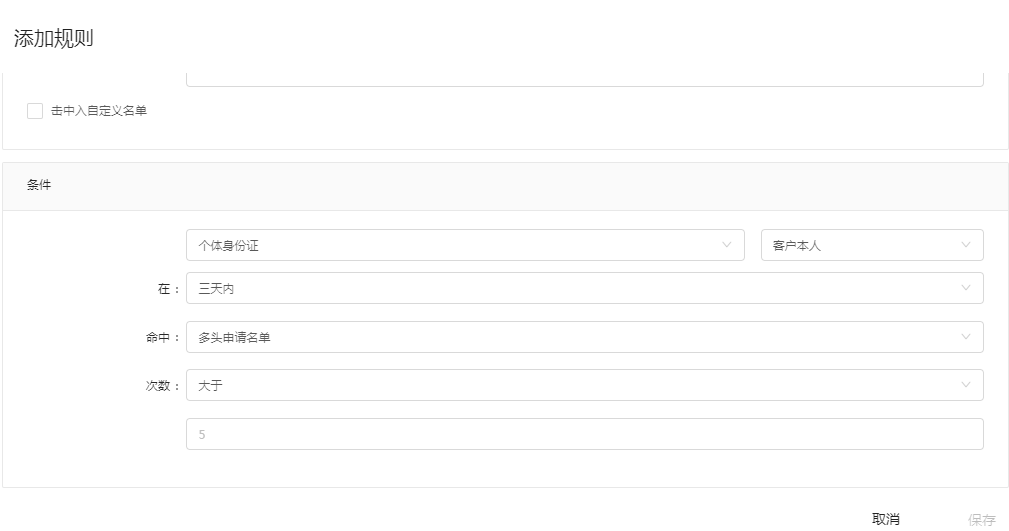 添加规则
击中入自定义名单
条件
个体身份证 客户本人
在： 三天内
命中： 多头申请名单
次数： 大于
5
取消 保存